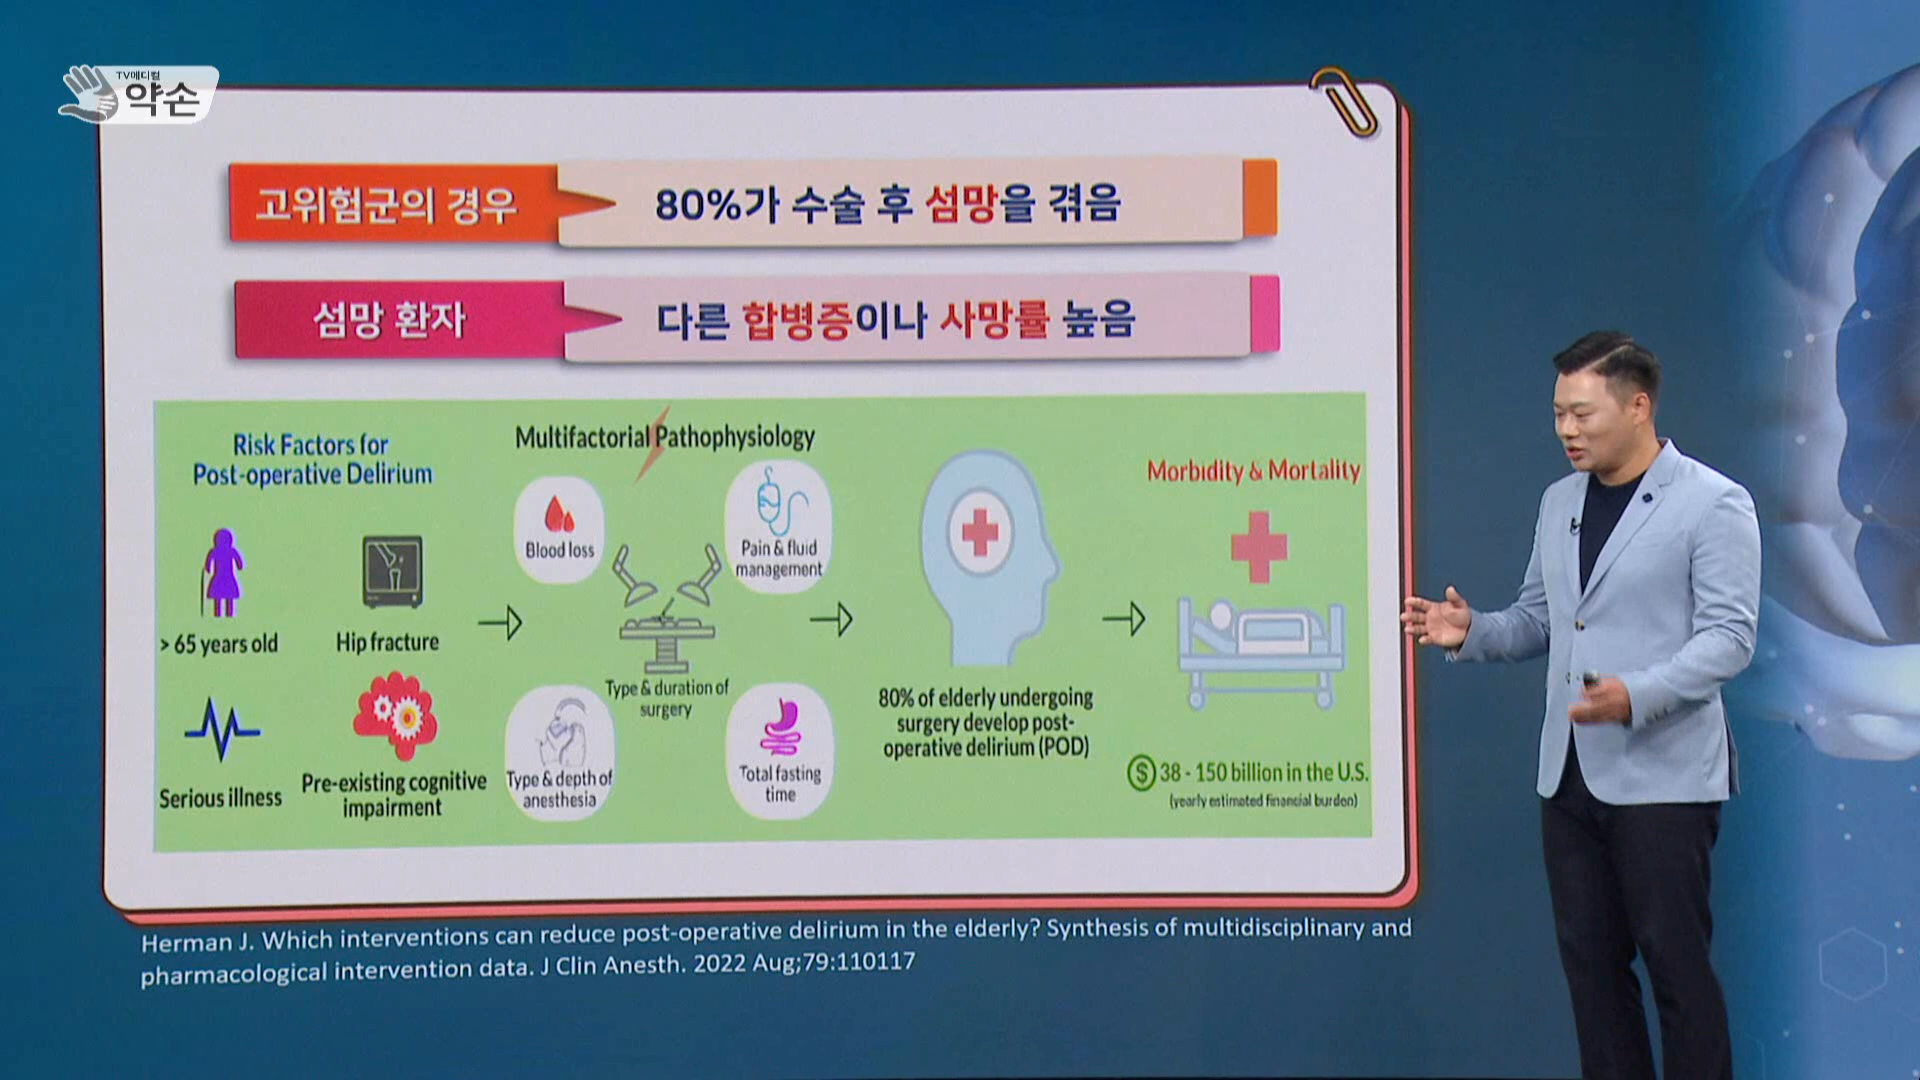 TV메디컬
약손
고위험군의 경우
80%가 수술 후 섬망을 겪음
섬망 환자
다른 합병증이나 사망률 높음
Risk Factors for
Post-operative Delirium
> 65 years old
Hip fracture
Serious illness
Pre-existing cognitive
impairment
Multifactorial Pathophysiology
Blood loss
Pain & fluid
management
Type & duration of
surgery
Type & depth of
anesthesia
Total fasting
time
80% of elderly undergoing
surgery develop post-
operative delirium (POD)
Morbidity & Mortality
$ 38 - 150 billion in the U.S.
(yearly estimated financial burden)
Herman J. Which interventions can reduce post-operative delirium in the elderly? Synthesis of multidisciplinary and
pharmacological intervention data. J Clin Anesth. 2022 Aug;79:110117